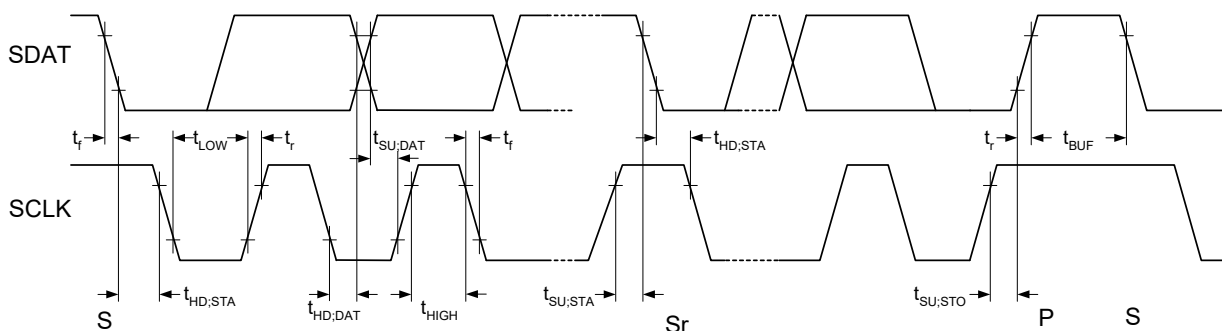 SDAT
t_f t_LOW t_r t_SU;DAT t_f t_HD;STA t_r t_BUF
SCLK
t_HD;STA t_HD;DAT t_HIGH t_SU;STA t_SU;STO
S Sr P S